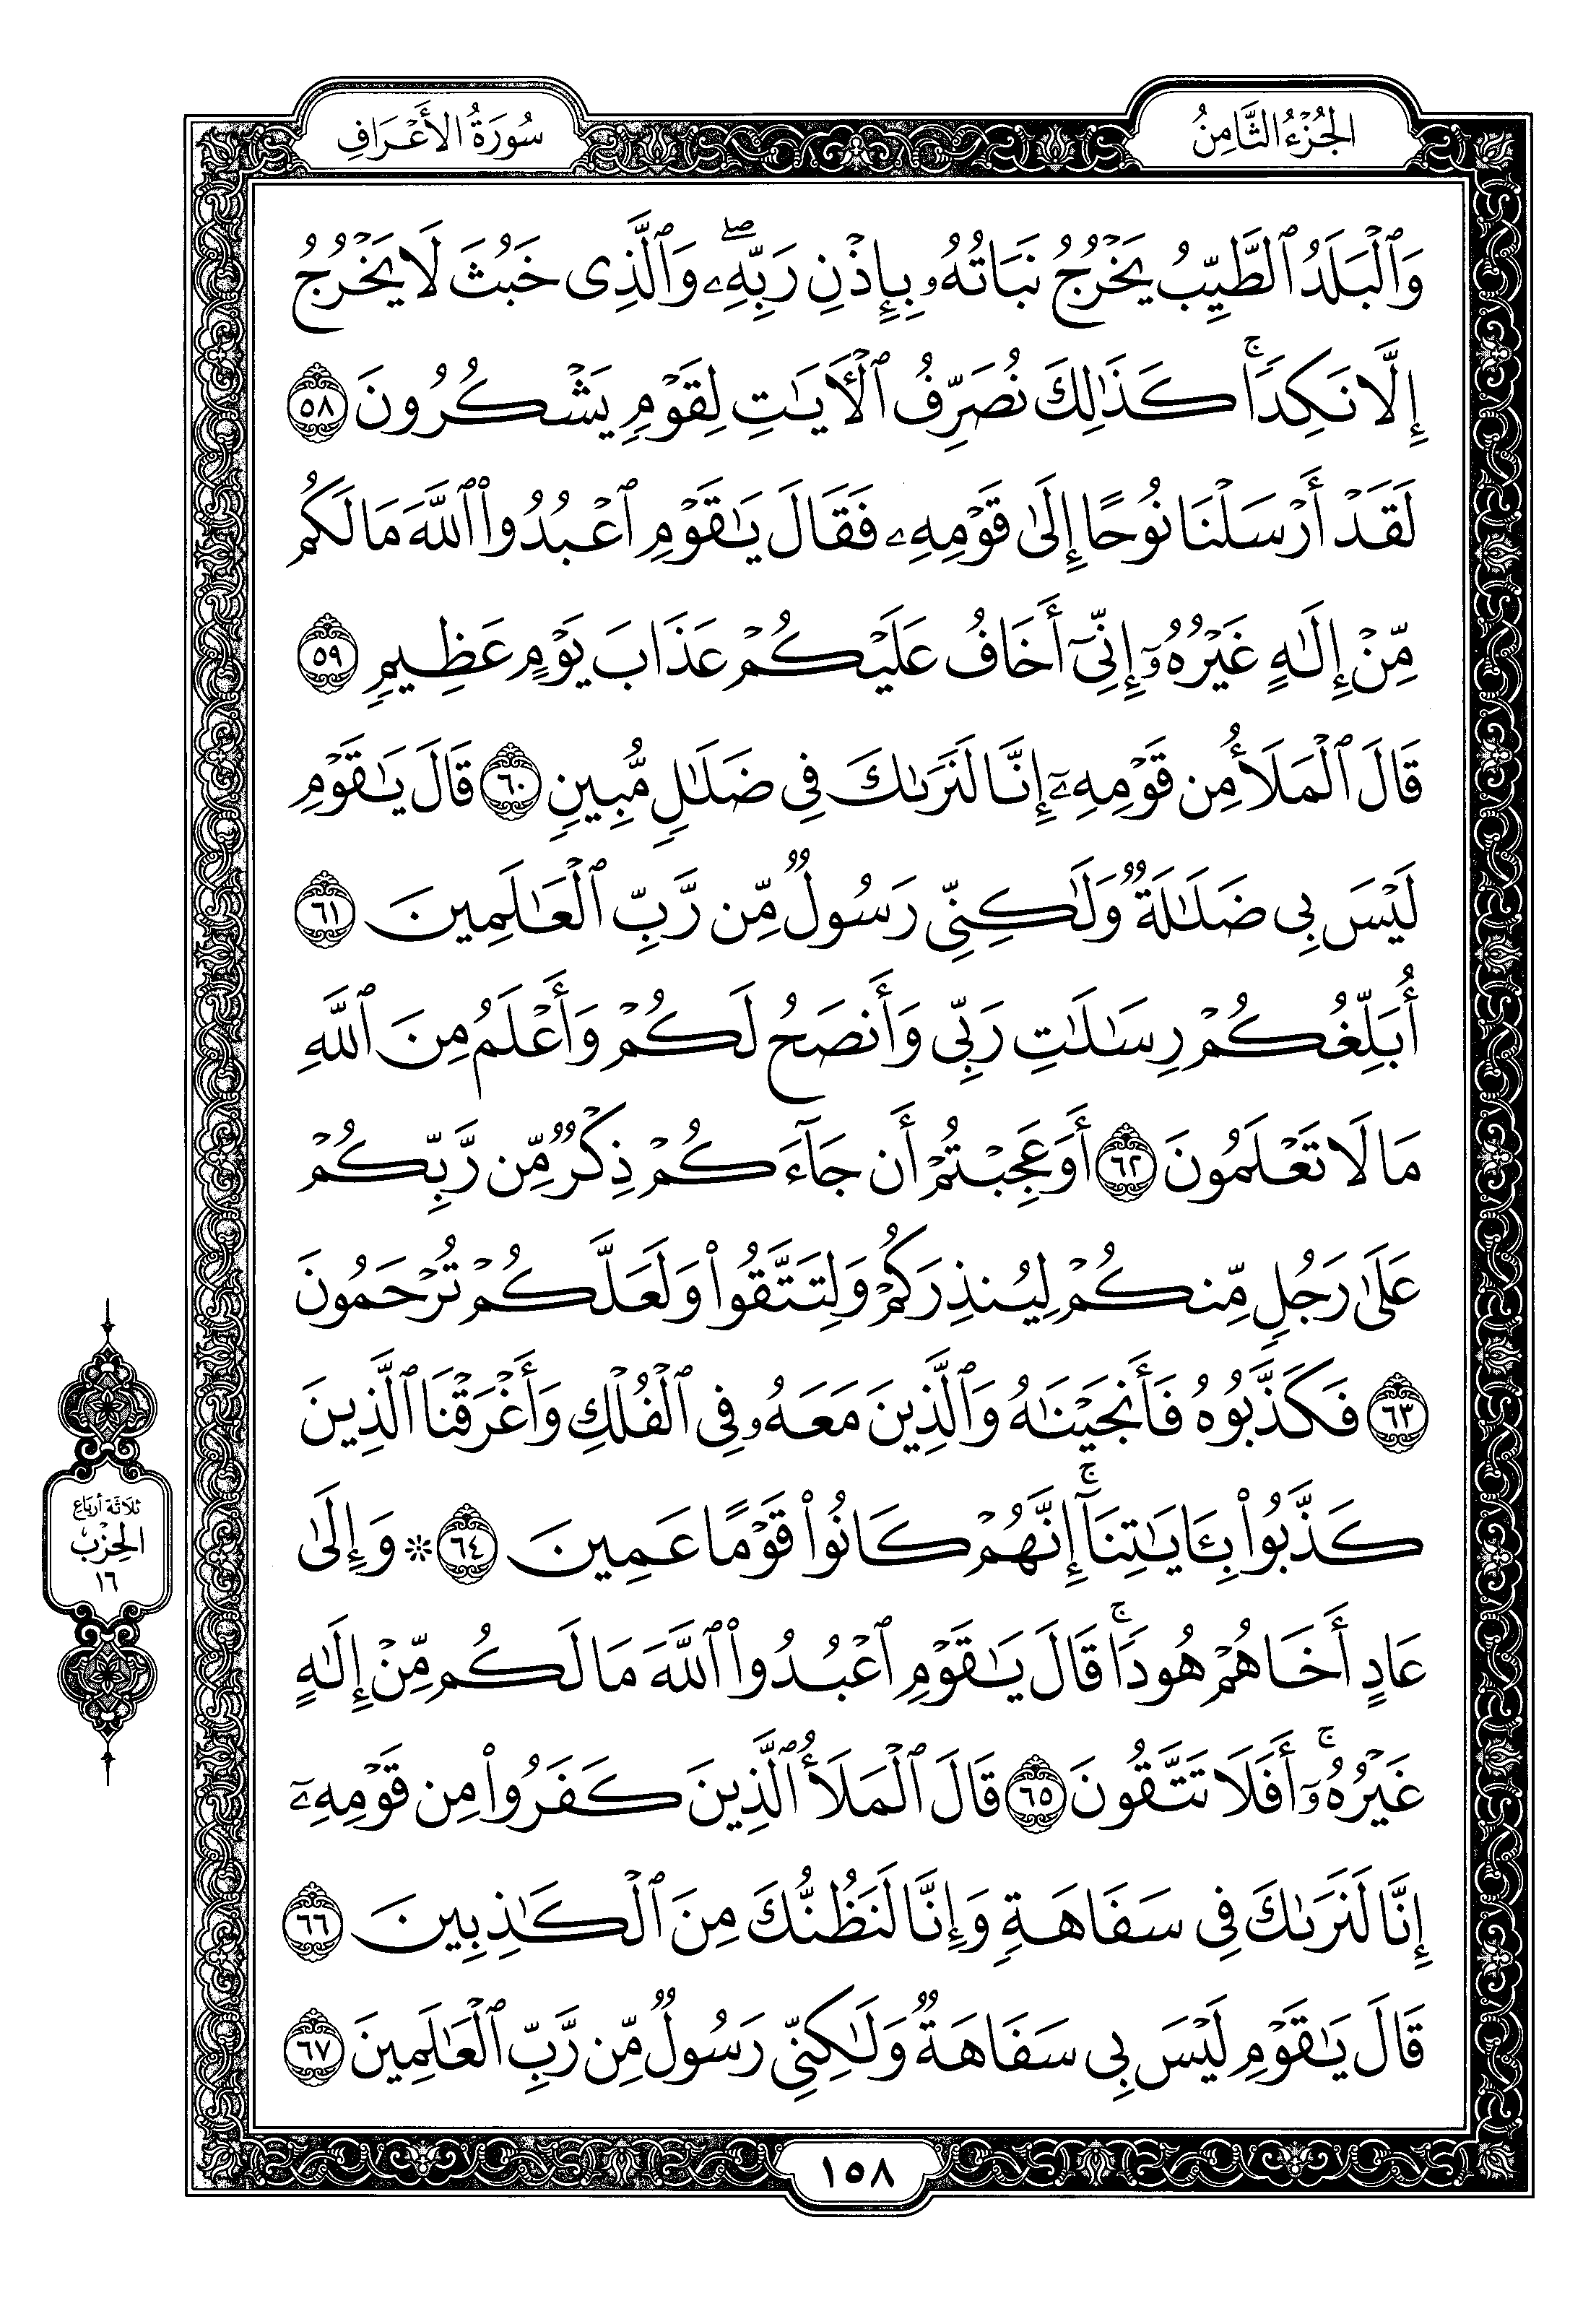 الجُزْءُ الثَّامِنُ
سُورَةُ الأَعْرَافِ
وَٱلْبَلَدُ ٱلطَّيِّبُ يَخْرُجُ نَبَاتُهُۥ بِإِذْنِ رَبِّهِۦۖ وَٱلَّذِى خَبُثَ لَا يَخْرُجُ
إِلَّا نَكِدًاۚ كَذَٰلِكَ نُصَرِّفُ ٱلْـَٔايَٰتِ لِقَوْمٍ يَشْكُرُونَ ٥٨
لَقَدْ أَرْسَلْنَا نُوحًا إِلَىٰ قَوْمِهِۦ فَقَالَ يَٰقَوْمِ ٱعْبُدُوا۟ ٱللَّهَ مَا لَكُم
مِّنْ إِلَٰهٍ غَيْرُهُۥٓ إِنِّىٓ أَخَافُ عَلَيْكُمْ عَذَابَ يَوْمٍ عَظِيمٍ ٥٩
قَالَ ٱلْمَلَأُ مِن قَوْمِهِۦٓ إِنَّا لَنَرَىٰكَ فِى ضَلَٰلٍ مُّبِينٍ ٦٠ قَالَ يَٰقَوْمِ
لَيْسَ بِى ضَلَٰلَةٌ وَلَٰكِنِّى رَسُولٌ مِّن رَّبِّ ٱلْعَٰلَمِينَ ٦١
أُبَلِّغُكُمْ رِسَٰلَٰتِ رَبِّى وَأَنصَحُ لَكُمْ وَأَعْلَمُ مِنَ ٱللَّهِ
مَا لَا تَعْلَمُونَ ٦٢ أَوَعَجِبْتُمْ أَن جَآءَكُمْ ذِكْرٌ مِّن رَّبِّكُمْ
عَلَىٰ رَجُلٍ مِّنكُمْ لِيُنذِرَكُمْ وَلِتَتَّقُوا۟ وَلَعَلَّكُمْ تُرْحَمُونَ
٦٣ فَكَذَّبُوهُ فَأَنجَيْنَٰهُ وَٱلَّذِينَ مَعَهُۥ فِى ٱلْفُلْكِ وَأَغْرَقْنَا ٱلَّذِينَ
كَذَّبُوا۟ بِـَٔايَٰتِنَآۚ إِنَّهُمْ كَانُوا۟ قَوْمًا عَمِينَ ٦٤ * وَإِلَىٰ
عَادٍ أَخَاهُمْ هُودًاۚ قَالَ يَٰقَوْمِ ٱعْبُدُوا۟ ٱللَّهَ مَا لَكُم مِّنْ إِلَٰهٍ
غَيْرُهُۥٓۚ أَفَلَا تَتَّقُونَ ٦٥ قَالَ ٱلْمَلَأُ ٱلَّذِينَ كَفَرُوا۟ مِن قَوْمِهِۦٓ
إِنَّا لَنَرَىٰكَ فِى سَفَاهَةٍ وَإِنَّا لَنَظُنُّكَ مِنَ ٱلْكَٰذِبِينَ ٦٦
قَالَ يَٰقَوْمِ لَيْسَ بِى سَفَاهَةٌ وَلَٰكِنِّى رَسُولٌ مِّن رَّبِّ ٱلْعَٰلَمِينَ ٦٧
ثلاثة أرباع
الحِزْب
١٦
١٥٨